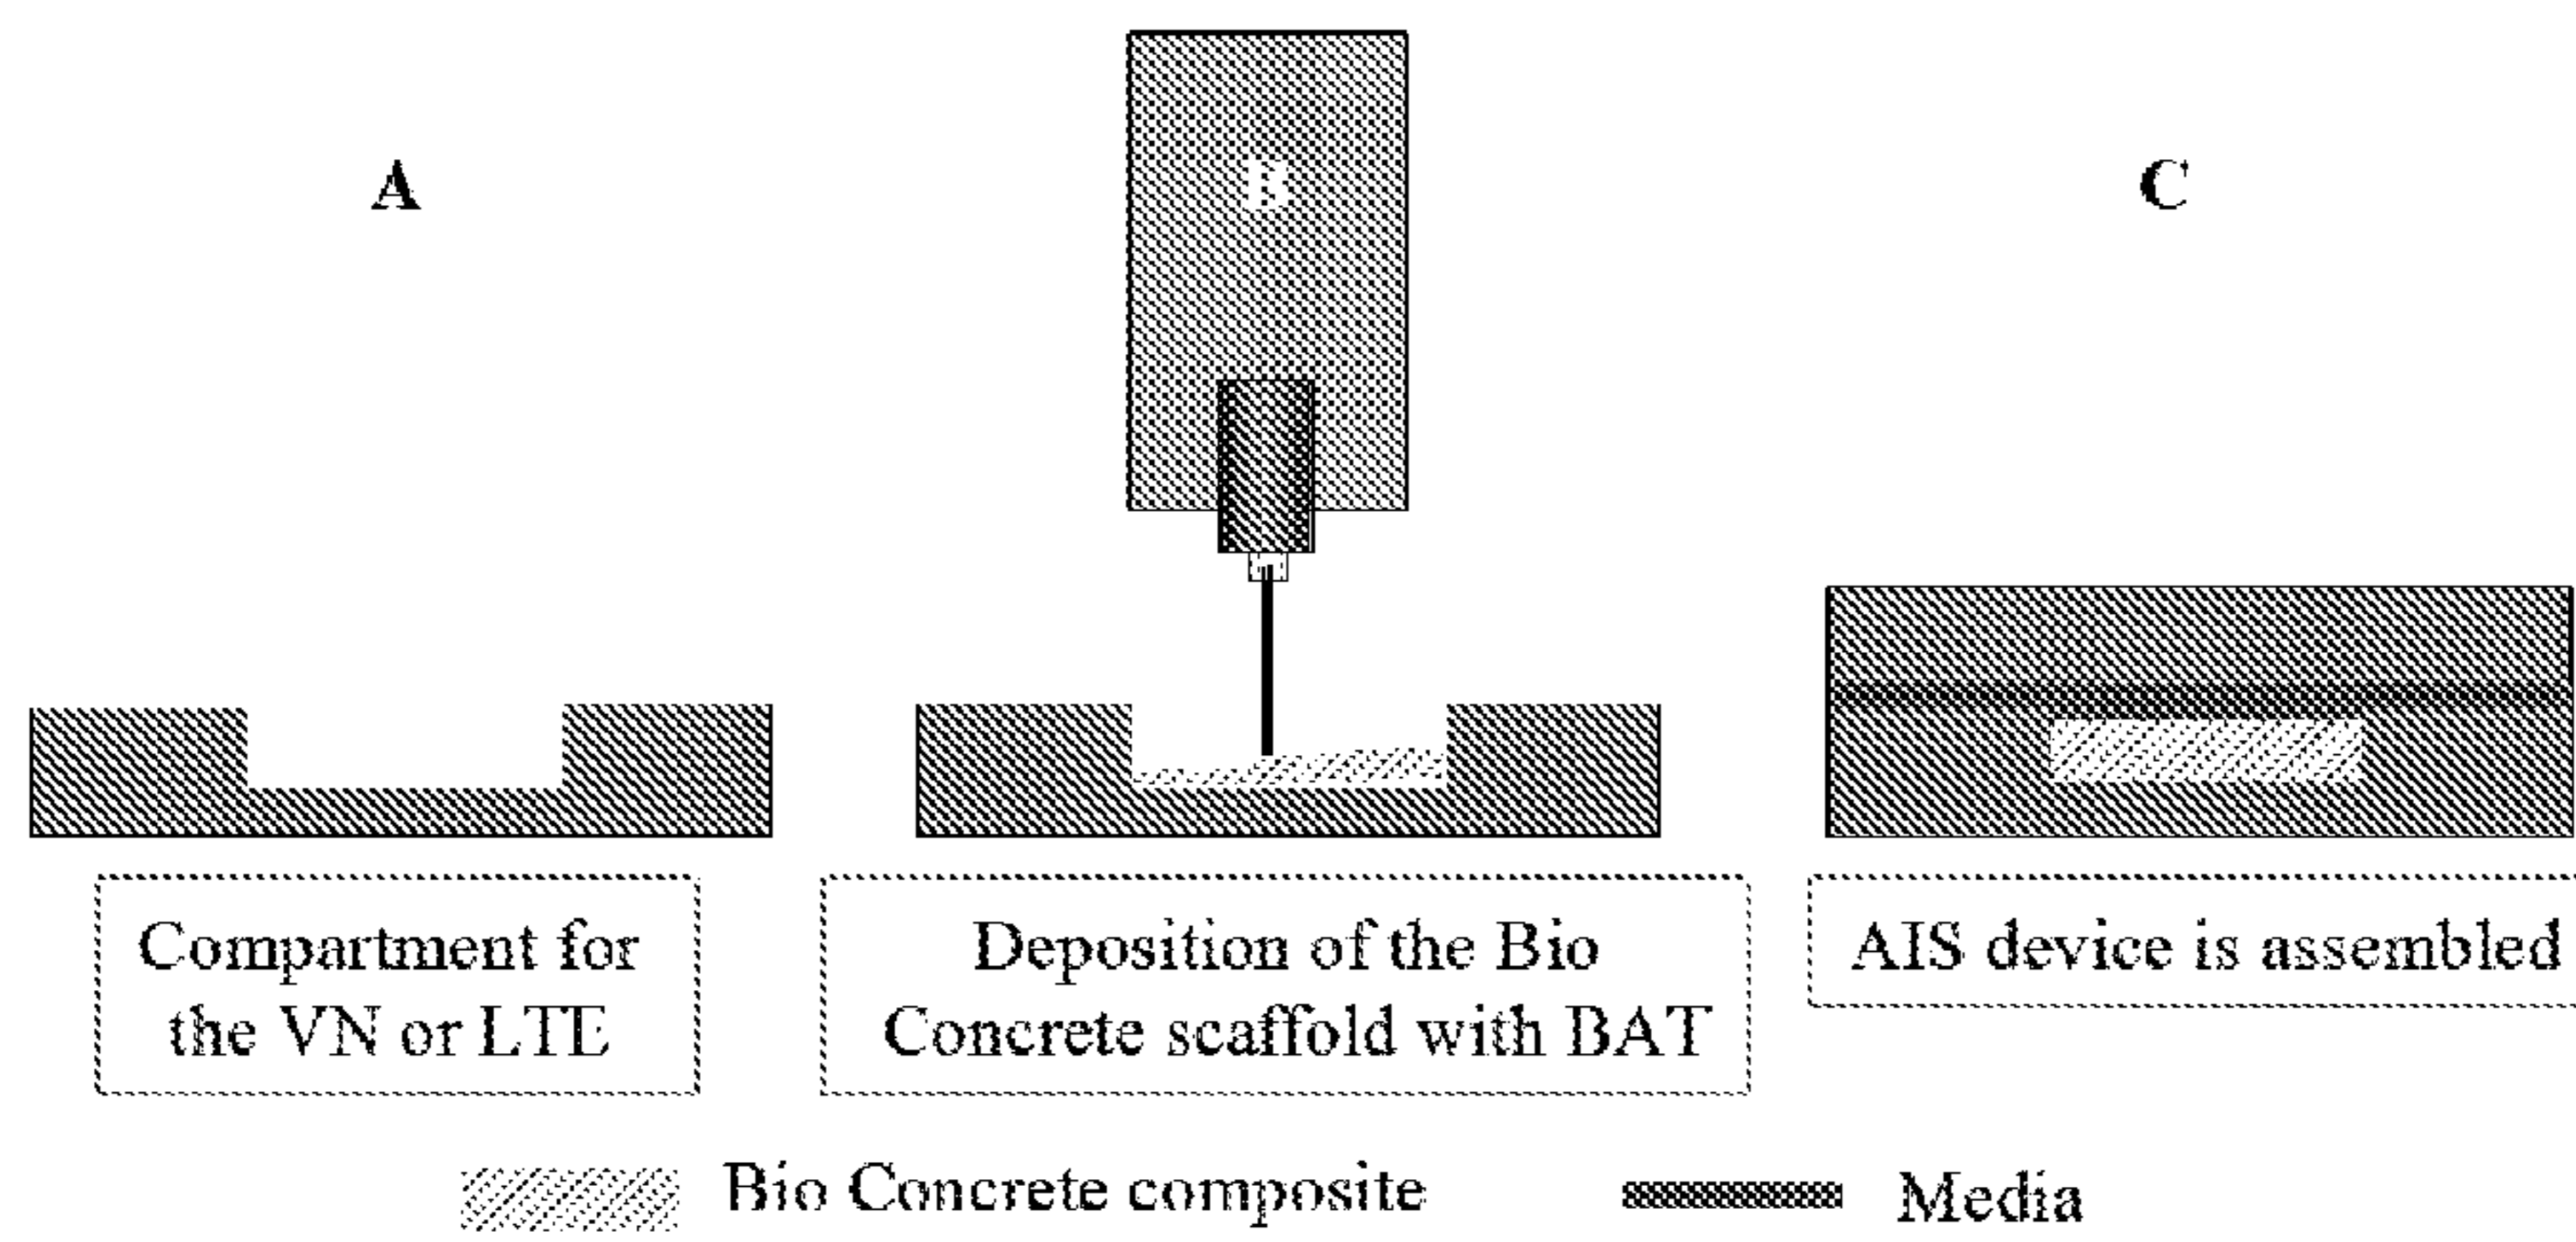 A
B
C
Compartment for
the VN or LTE
Deposition of the Bio
Concrete scaffold with BAT
AIS device is assembled
Bio Concrete composite
Media